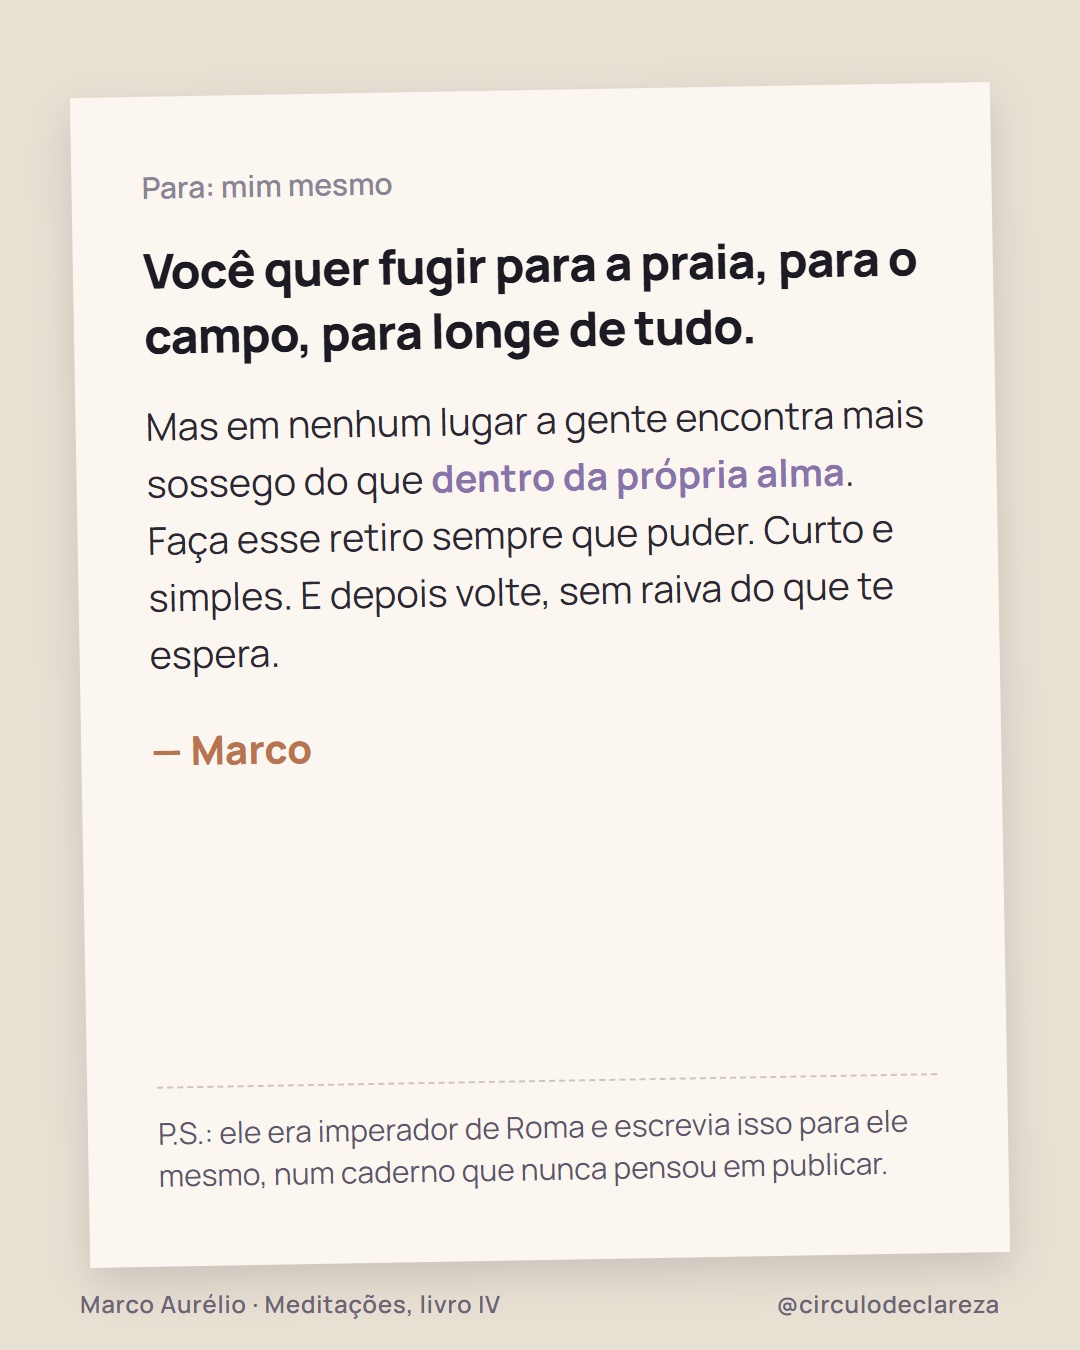 Para: mim mesmo
Você quer fugir para a praia, para o
campo, para longe de tudo.
Mas em nenhum lugar a gente encontra mais
sossego do que dentro da própria alma.
Faça esse retiro sempre que puder. Curto e
simples. E depois volte, sem raiva do que te
espera.
— Marco
P.S.: ele era imperador de Roma e escrevia isso para ele
mesmo, num caderno que nunca pensou em publicar.
Marco Aurélio · Meditações, livro IV
@circulodeclareza